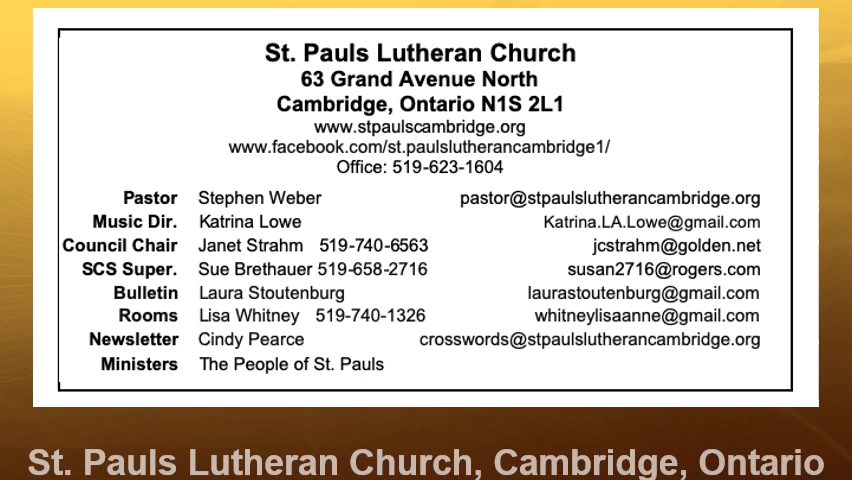 St. Pauls Lutheran Church
63 Grand Avenue North
Cambridge, Ontario N1S 2L1
www.stpaulscambridge.org
www.facebook.com/st.paulslutherancambridge1/
Office: 519-623-1604
Pastor Stephen Weber pastor@stpaulslutherancambridge.org
Music Dir. Katrina Lowe Katrina.LA.Lowe@gmail.com
Council Chair Janet Strahm 519-740-6563 jcstrahm@golden.net
SCS Super. Sue Brethauer 519-658-2716 susan2716@rogers.com
Bulletin Laura Stoutenburg laurastoutenburg@gmail.com
Rooms Lisa Whitney 519-740-1326 whitneylisaanne@gmail.com
Newsletter Cindy Pearce crosswords@stpaulslutherancambridge.org
Ministers The People of St. Pauls
St. Pauls Lutheran Church, Cambridge, Ontario